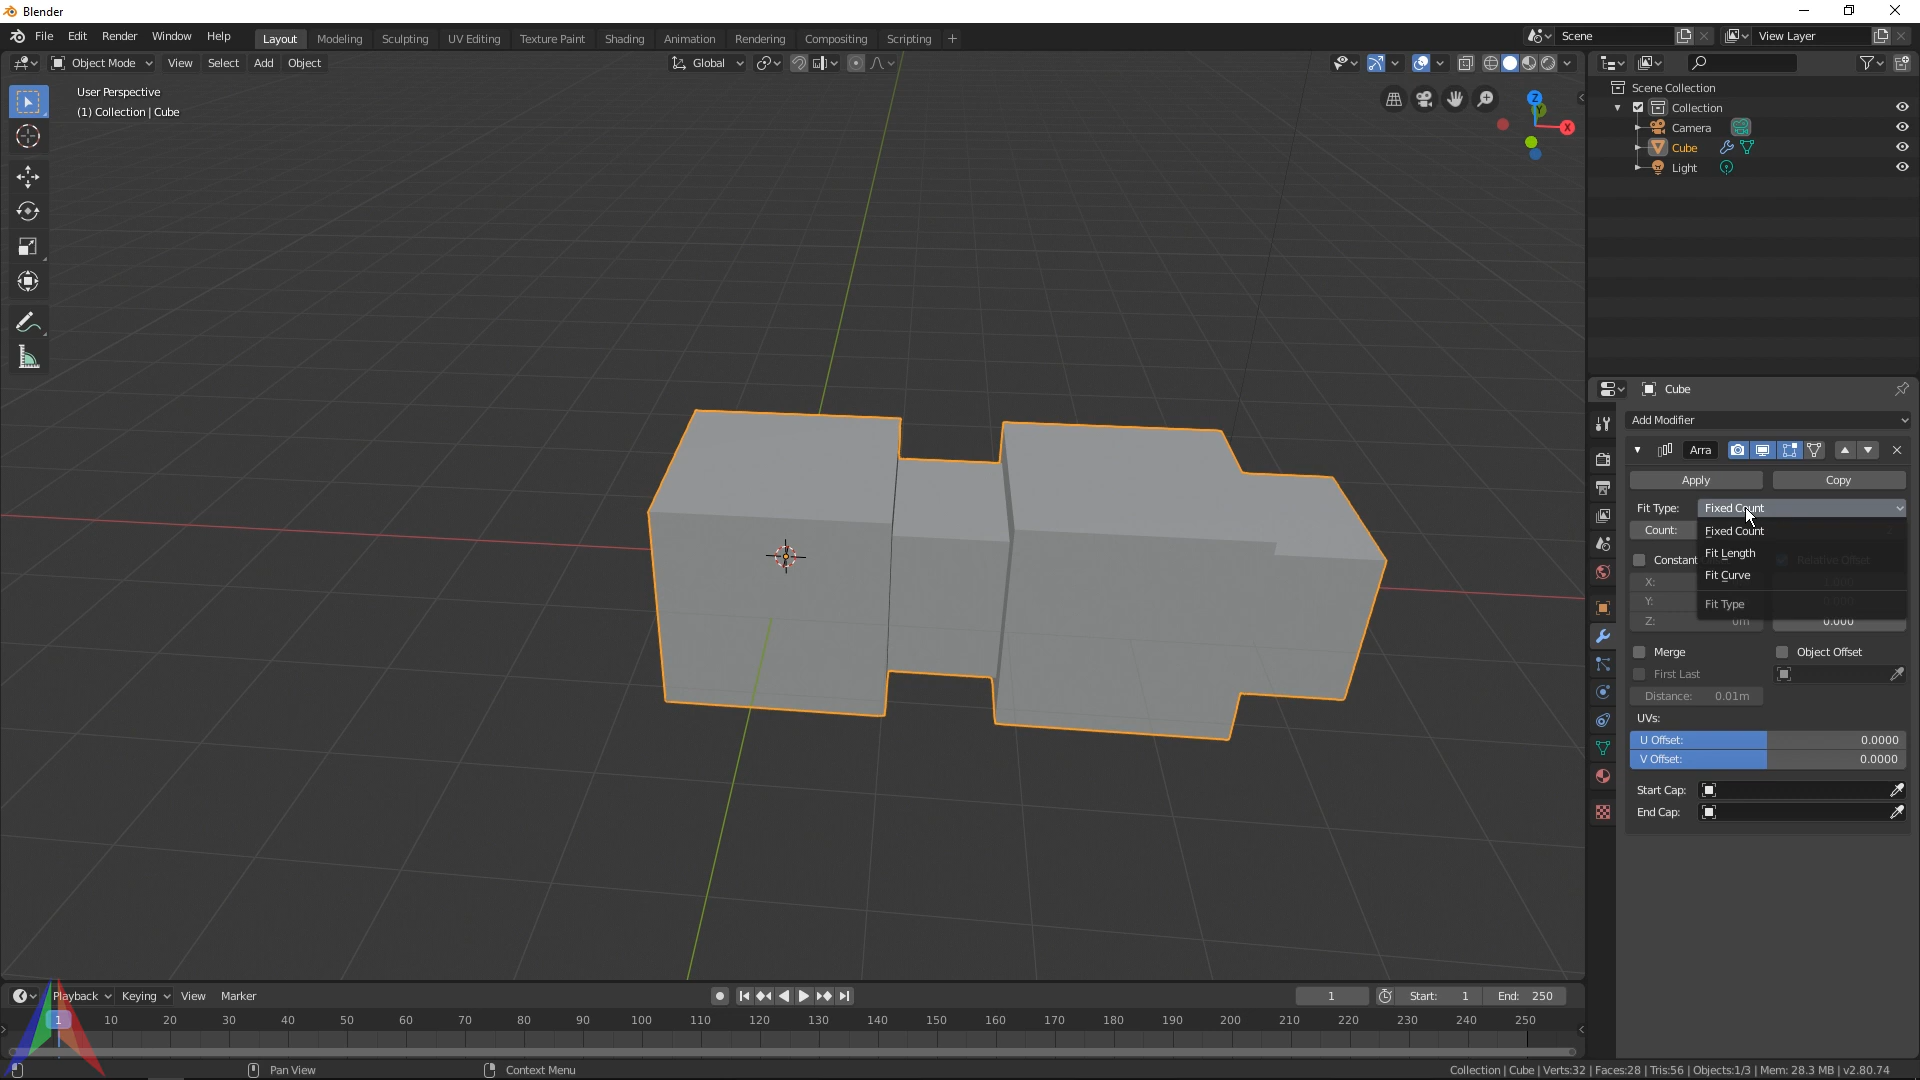 Blender
File Edit Render Window Help
Layout Modeling Sculpting UV Editing Texture Paint Shading Animation Rendering Compositing Scripting +
Scene
View Layer
Object Mode View Select Add Object
Global
User Perspective
(1) Collection | Cube
Z
Y
X
Scene Collection
Collection
Camera
Cube
Light
Cube
Add Modifier
Arra
Apply Copy
Fit Type: Fixed Count
Count: Fixed Count
Fit Length
Constant Relative Offset
X: Fit Curve
Y:
Fit Type
Z: 0m 0.000
Merge Object Offset
First Last
Distance: 0.01m
UVs:
U Offset: 0.0000
V Offset: 0.0000
Start Cap:
End Cap:
Playback Keying View Marker
1 Start: 1 End: 250
1 10 20 30 40 50 60 70 80 90 100 110 120 130 140 150 160 170 180 190 200 210 220 230 240 250
Pan View Context Menu
Collection | Cube | Verts:32 | Faces:28 | Tris:56 | Objects:1/3 | Mem: 28.3 MB | v2.80.74